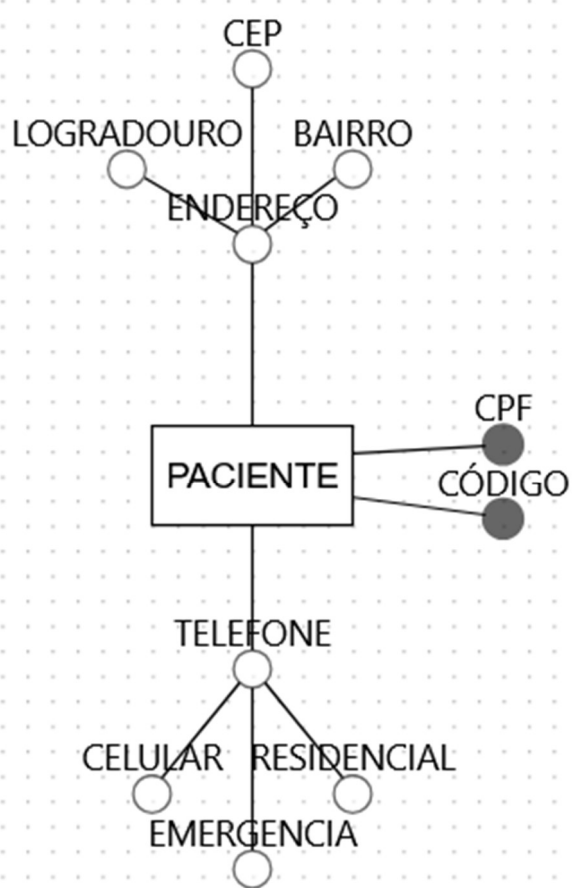 CEP
LOGRADOURO
BAIRRO
ENDEREÇO
CPF
PACIENTE
CÓDIGO
TELEFONE
CELULAR
RESIDENCIAL
EMERGENCIA